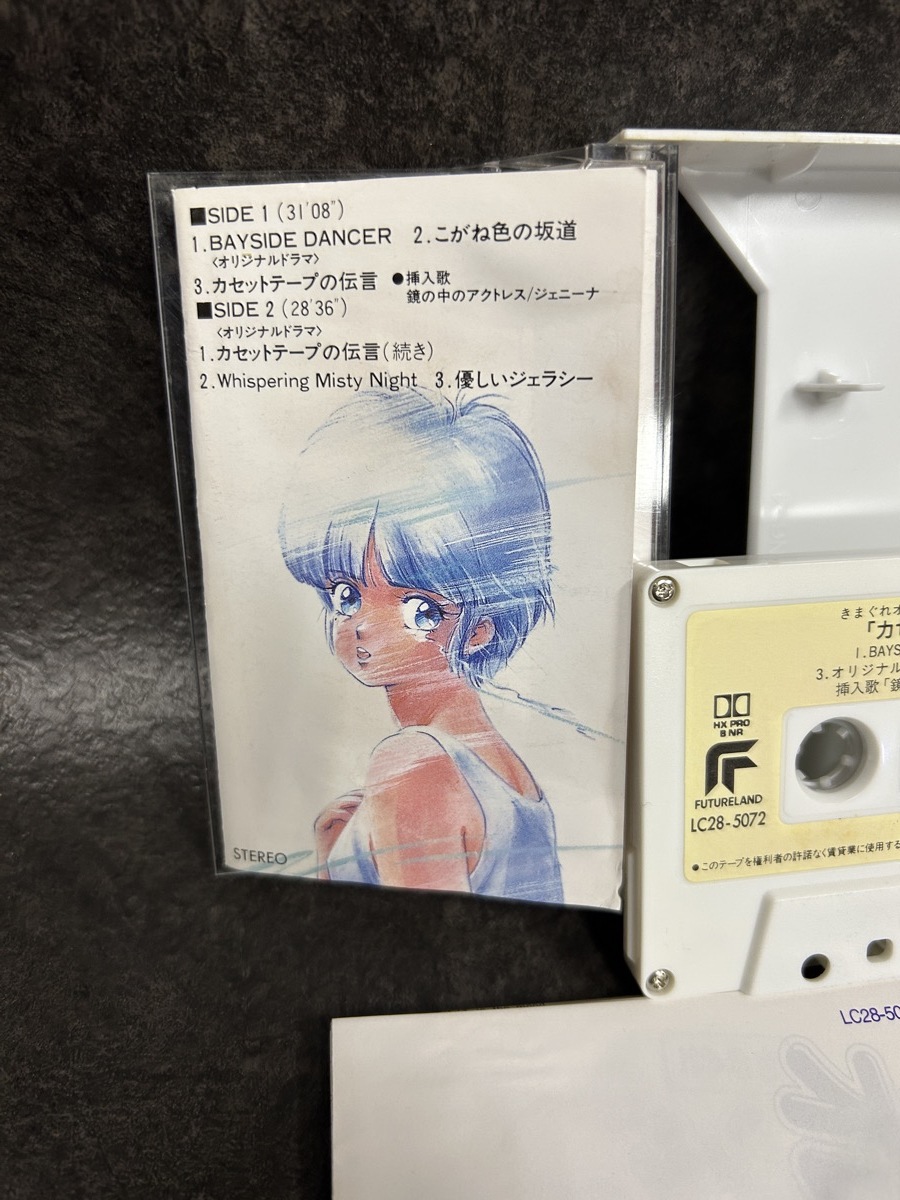 ■SIDE 1 (31'08")
1.BAYSIDE DANCER 2.こがね色の坂道
〈オリジナルドラマ〉
3.カセットテープの伝言 ●挿入歌
鏡の中のアクトレス/ジェニーナ
■SIDE 2 (28'36")
〈オリジナルドラマ〉
1.カセットテープの伝言(続き)
2.Whispering Misty Night 3.優しいジェラシー
STEREO
きまぐれオ
「カセ
1.BAYS
3.オリジナル
挿入歌「鏡
HX PRO
B NR
FUTURELAND
LC28-5072
●このテープを権利者の許諾なく賃貸業に使用する
LC28-50